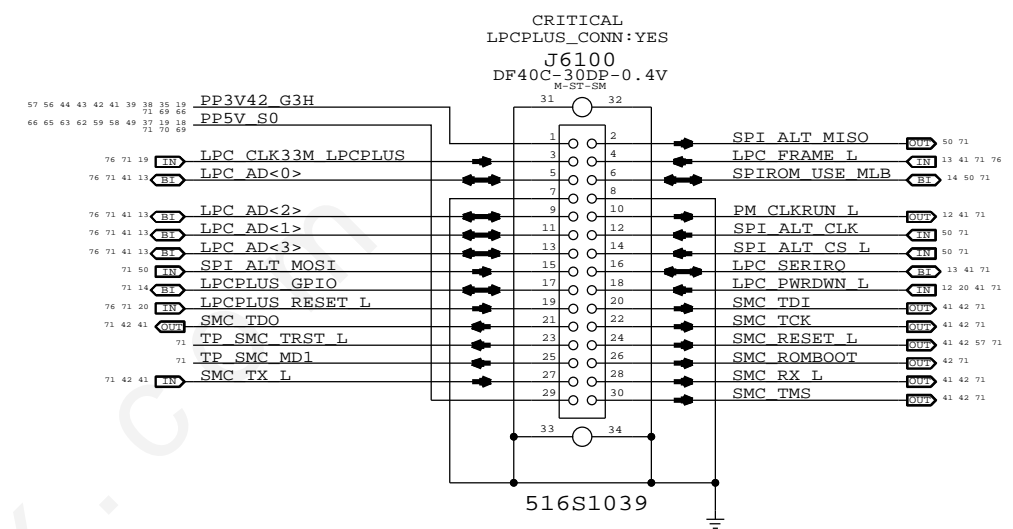 CRITICAL
LPCPLUS_CONN:YES
J6100
DF40C-30DP-0.4V
M-ST-SM
57 56 44 43 42 41 39 38 35 19 PP3V42_G3H 31 32
71 69 66
66 65 63 62 59 58 49 37 19 18 PP5V_S0
71 70 69
1 2 SPI_ALT_MISO OUT 50 71
76 71 19 IN LPC_CLK33M_LPCPLUS 3 4 LPC_FRAME_L IN 13 41 71 76
76 71 41 13 BI LPC_AD<0> 5 6 SPIROM_USE_MLB BI 14 50 71
7 8
76 71 41 13 BI LPC_AD<2> 9 10 PM_CLKRUN_L OUT 12 41 71
76 71 41 13 BI LPC_AD<1> 11 12 SPI_ALT_CLK IN 50 71
76 71 41 13 BI LPC_AD<3> 13 14 SPI_ALT_CS_L IN 50 71
71 50 IN SPI_ALT_MOSI 15 16 LPC_SERIRQ BI 13 41 71
71 14 BI LPCPLUS_GPIO 17 18 LPC_PWRDWN_L IN 12 20 41 71
76 71 20 IN LPCPLUS_RESET_L 19 20 SMC_TDI OUT 41 42 71
71 42 41 OUT SMC_TDO 21 22 SMC_TCK OUT 41 42 71
71 TP_SMC_TRST_L 23 24 SMC_RESET_L OUT 41 42 57 71
71 TP_SMC_MD1 25 26 SMC_ROMBOOT OUT 42 71
71 42 41 IN SMC_TX_L 27 28 SMC_RX_L OUT 41 42 71
29 30 SMC_TMS OUT 41 42 71
33 34
516S1039